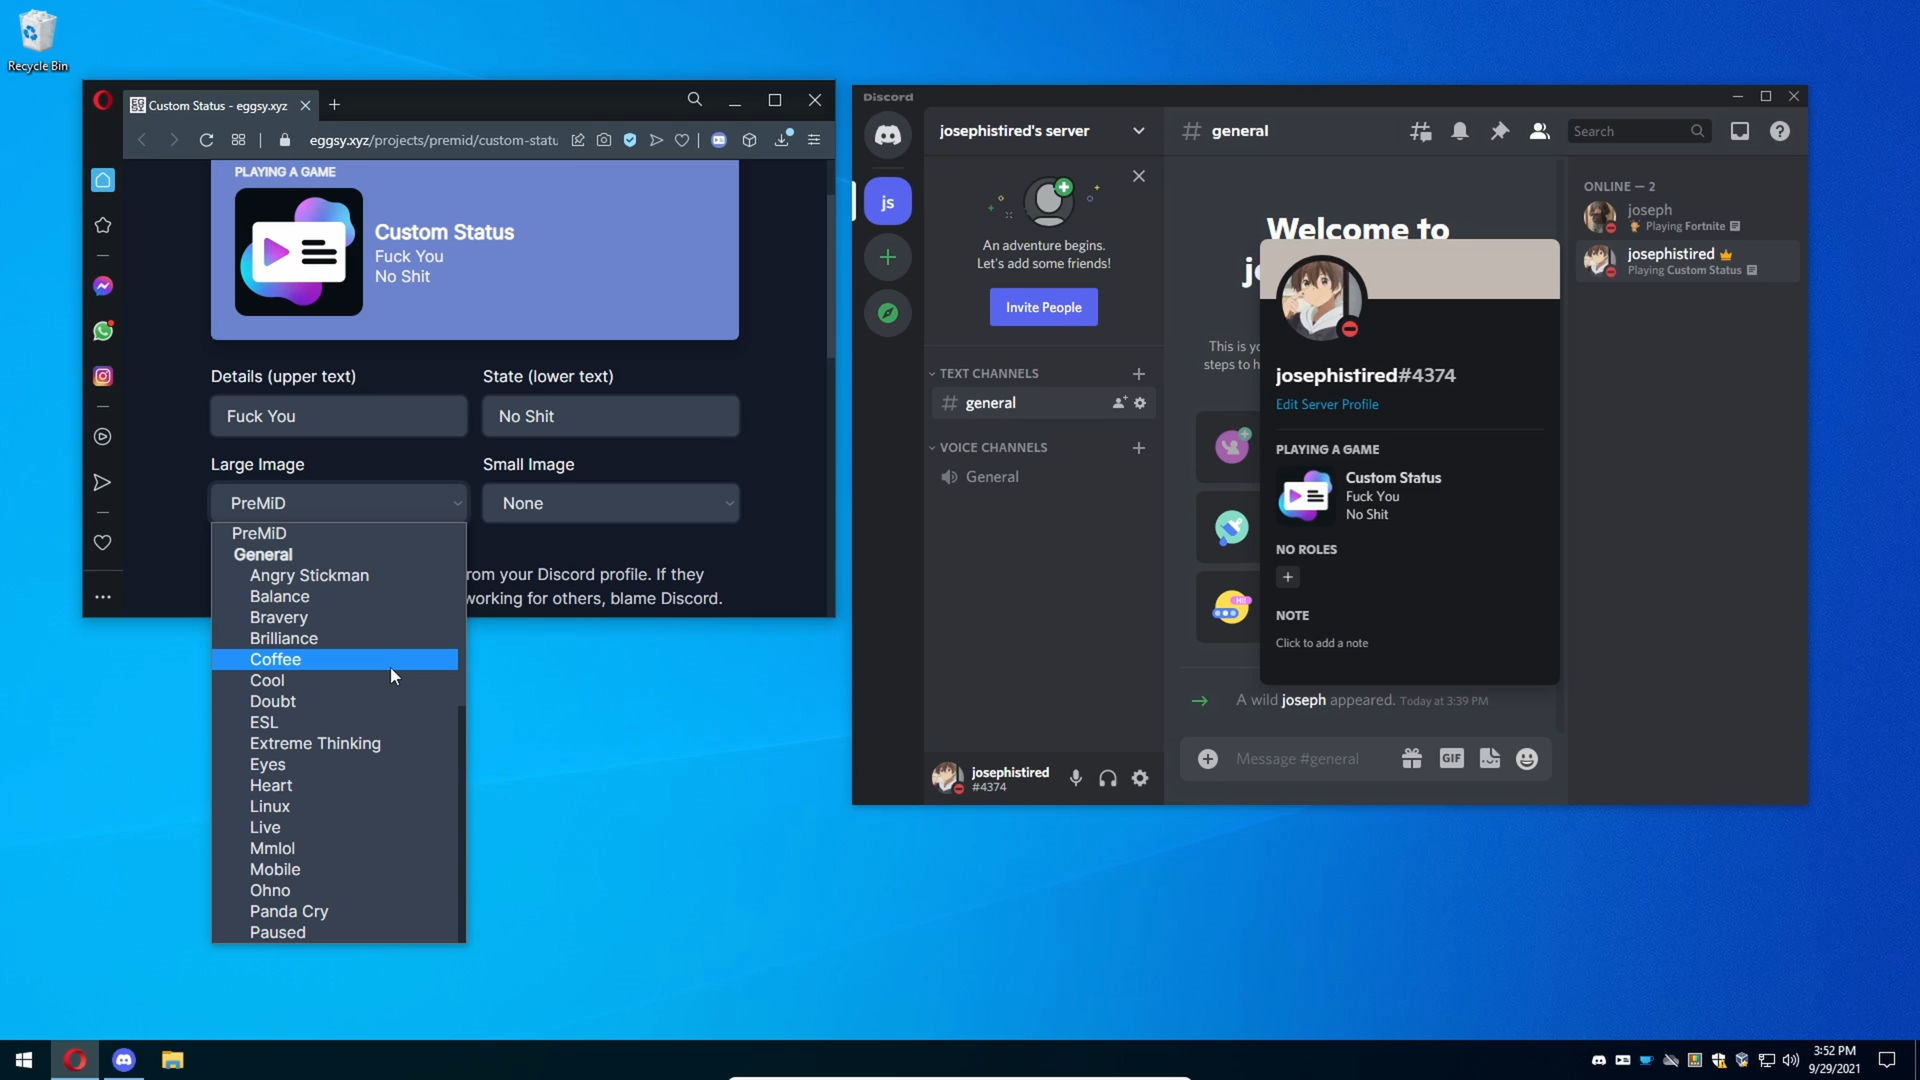 Recycle Bin
Custom Status - eggsy.xyz
eggsy.xyz/projects/premid/custom-statu
PLAYING A GAME
Custom Status
Fuck You
No Shit
Details (upper text)
State (lower text)
Fuck You
No Shit
Large Image
Small Image
PreMiD
None
PreMiD
General
Angry Stickman
Balance
Bravery
Brilliance
Coffee
Cool
Doubt
ESL
Extreme Thinking
Eyes
Heart
Linux
Live
Mmlol
Mobile
Ohno
Panda Cry
Paused
rom your Discord profile. If they
working for others, blame Discord.
Discord
josephistired's server
general
Search
js
An adventure begins.
Let's add some friends!
Invite People
TEXT CHANNELS
general
VOICE CHANNELS
General
josephistired
#4374
Welcome to
This is yo
steps to h
josephistired#4374
Edit Server Profile
PLAYING A GAME
Custom Status
Fuck You
No Shit
NO ROLES
NOTE
Click to add a note
A wild joseph appeared. Today at 3:39 PM
Message #general
GIF
ONLINE — 2
joseph
Playing Fortnite
josephistired
Playing Custom Status
3:52 PM
9/29/2021